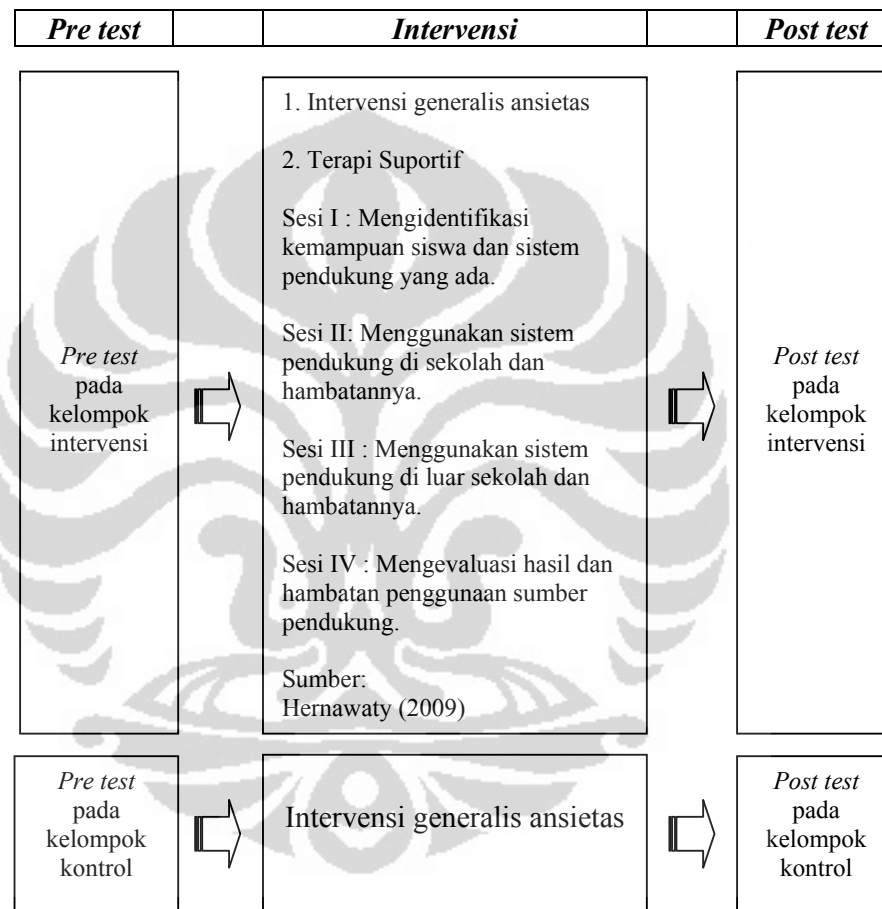 Pre test Intervensi Post test
Pre test
pada
kelompok
intervensi
1. Intervensi generalis ansietas
2. Terapi Suportif
Sesi I : Mengidentifikasi
kemampuan siswa dan sistem
pendukung yang ada.
Sesi II: Menggunakan sistem
pendukung di sekolah dan
hambatannya.
Sesi III : Menggunakan sistem
pendukung di luar sekolah dan
hambatannya.
Sesi IV : Mengevaluasi hasil dan
hambatan penggunaan sumber
pendukung.
Sumber:
Hernawaty (2009)
Post test
pada
kelompok
intervensi
Pre test
pada
kelompok
kontrol
Intervensi generalis ansietas
Post test
pada
kelompok
kontrol